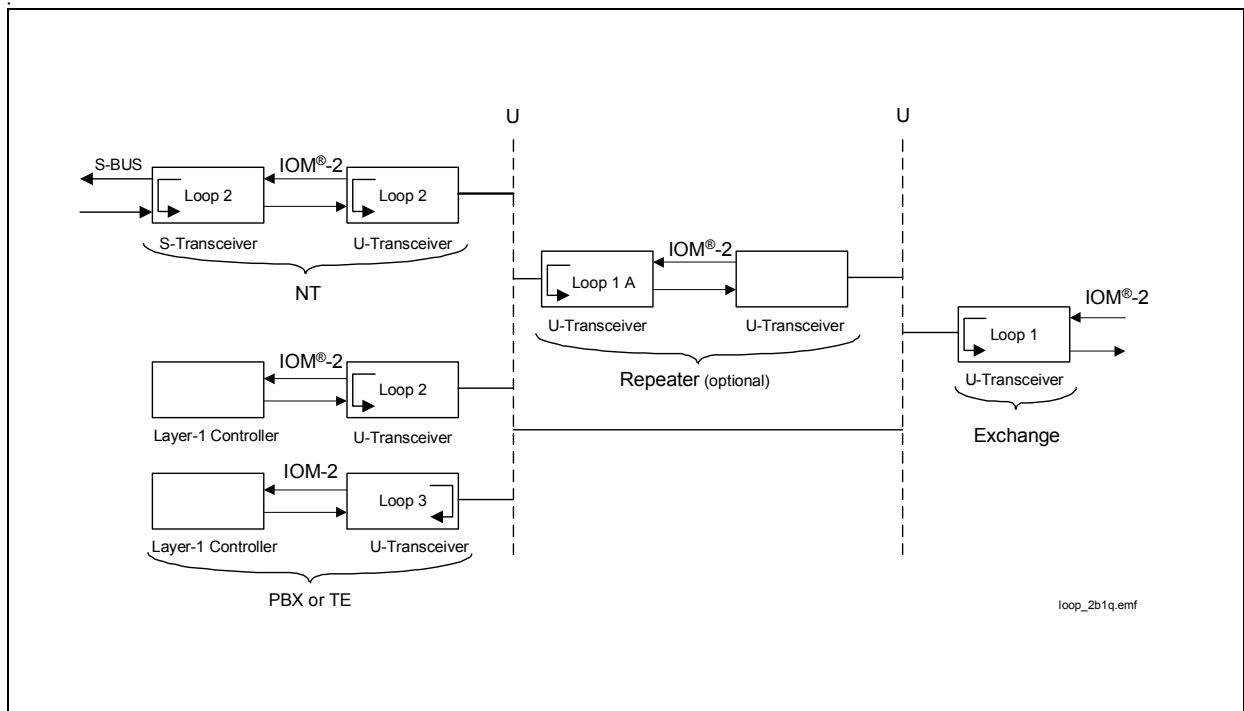 U
U
S-BUS
IOM®-2
Loop 2
Loop 2
S-Transceiver
U-Transceiver
NT
IOM®-2
Loop 1 A
U-Transceiver
U-Transceiver
Repeater (optional)
IOM®-2
Loop 1
U-Transceiver
Exchange
IOM®-2
Loop 2
Layer-1 Controller
U-Transceiver
IOM-2
Loop 3
Layer-1 Controller
U-Transceiver
PBX or TE
loop_2b1q.emf